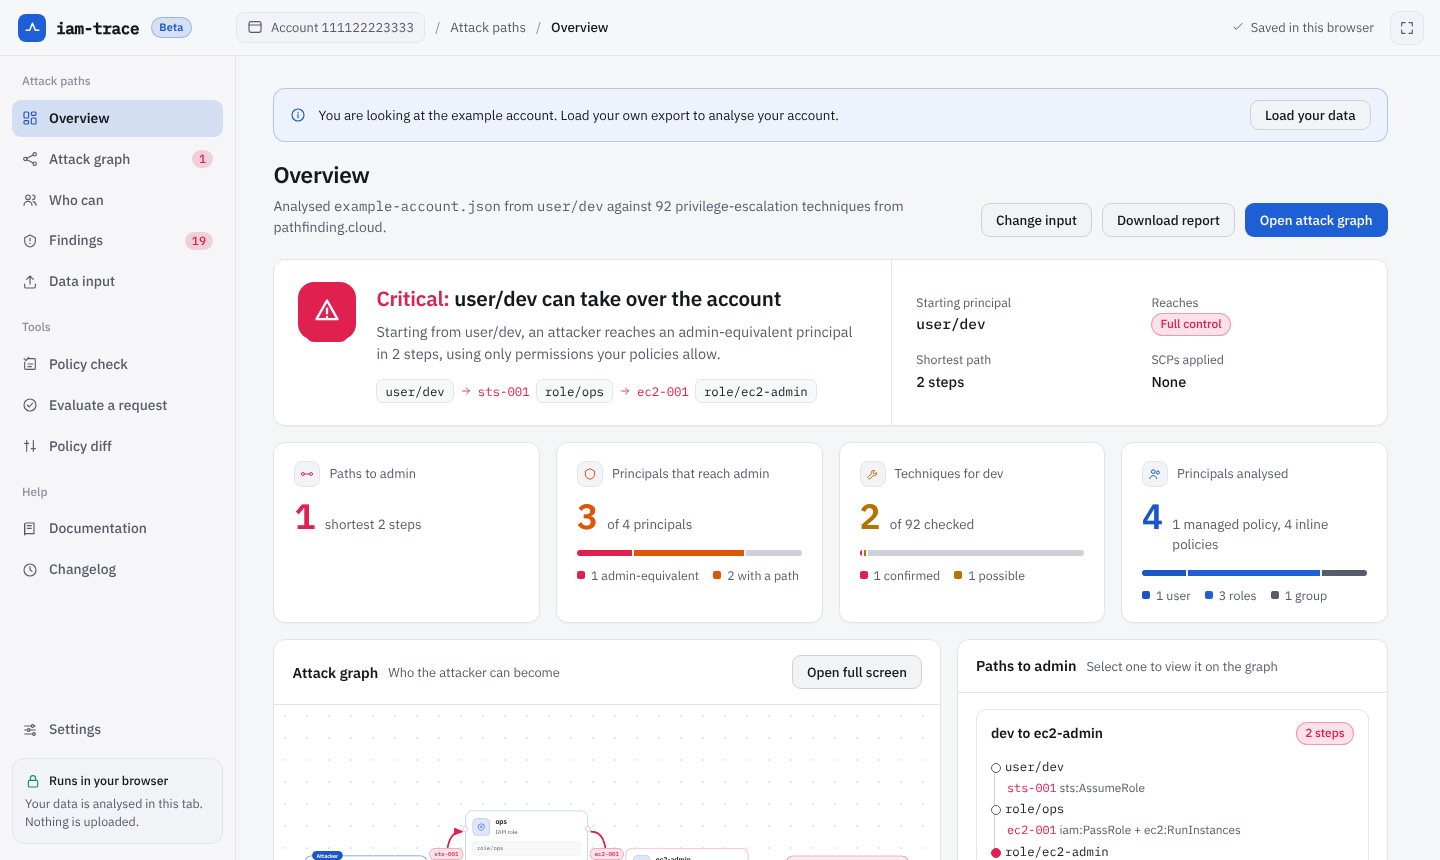 iam-trace Beta
Account 111122223333 / Attack paths / Overview
Saved in this browser
Attack paths
Overview
Attack graph 1
Who can
Findings 19
Data input
Tools
Policy check
Evaluate a request
Policy diff
Help
Documentation
Changelog
Settings
Runs in your browser
Your data is analysed in this tab.
Nothing is uploaded.
You are looking at the example account. Load your own export to analyse your account.
Load your data
Overview
Analysed example-account.json from user/dev against 92 privilege-escalation techniques from
pathfinding.cloud.
Change input
Download report
Open attack graph
Critical: user/dev can take over the account
Starting from user/dev, an attacker reaches an admin-equivalent principal
in 2 steps, using only permissions your policies allow.
user/dev → sts-001 role/ops → ec2-001 role/ec2-admin
Starting principal
user/dev
Reaches
Full control
Shortest path
2 steps
SCPs applied
None
Paths to admin
1 shortest 2 steps
Principals that reach admin
3 of 4 principals
1 admin-equivalent 2 with a path
Techniques for dev
2 of 92 checked
1 confirmed 1 possible
Principals analysed
4 1 managed policy, 4 inline
policies
1 user 3 roles 1 group
Attack graph Who the attacker can become
Open full screen
ops
IAM role
role/ops
Attacker
sts-001
ec2-001
ec2-admin
Paths to admin Select one to view it on the graph
dev to ec2-admin
2 steps
user/dev
sts-001 sts:AssumeRole
role/ops
ec2-001 iam:PassRole + ec2:RunInstances
role/ec2-admin